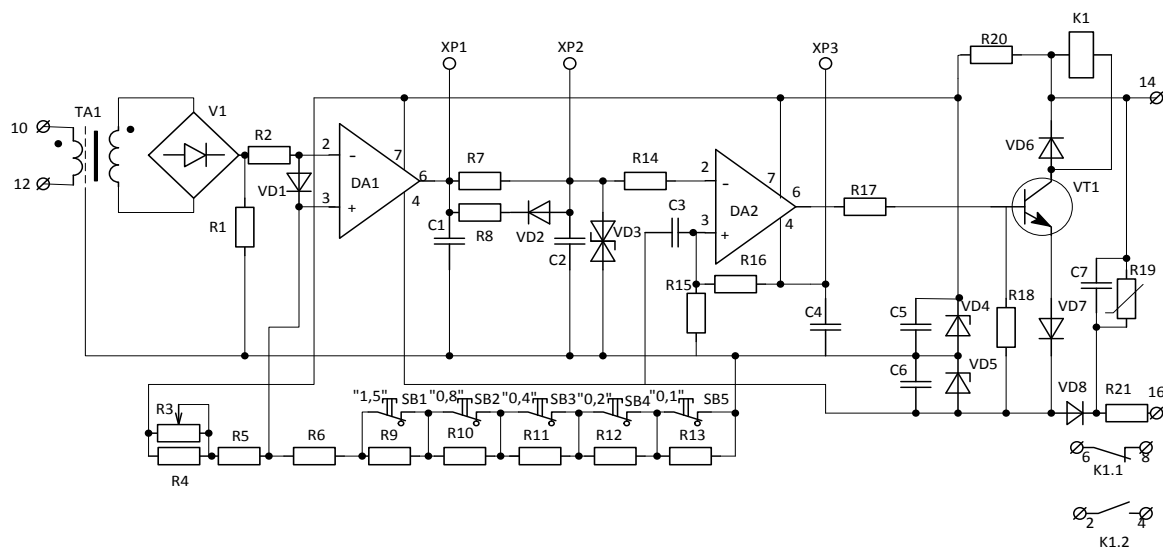 XP1 XP2 XP3 R20 K1
14
TA1 V1
10
12
R2 2 - 7 6 4
VD1 3 + DA1
R1
R7 R14
R8 VD2 VD3
C1 C2
C3 2 - 7 6 4
3 + DA2
R15 R16
R17
VD6 VT1
C4 C5 VD4 R18 VD7 C7 R19
C6 VD5
VD8 R21 16
"1,5" SB1 "0,8" SB2 "0,4" SB3 "0,2" SB4 "0,1" SB5
R3 R5 R6 R9 R10 R11 R12 R13
R4
6 8
K1.1
2 4
K1.2